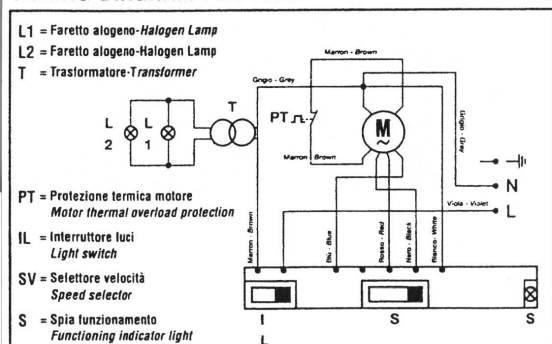 L1 = Faretto alogeno-Halogen Lamp
L2 = Faretto alogeno-Halogen Lamp
T = Trasformatore-Transformer
Marron - Brown
Grigio - Grey
T
PT
M
~
L
2
L
1
Grigio - Gray
Marron - Brown
N
L
Viola - Violet
PT = Protezione termica motore
Motor thermal overload protection
IL = Interruttore luci
Light switch
SV = Selettore velocità
Speed selector
S = Spia funzionamento
Functioning indicator light
Marron - Brown
Blu - Blue
Rosso - Red
Nero - Black
Bianco - White
I
L
S
S